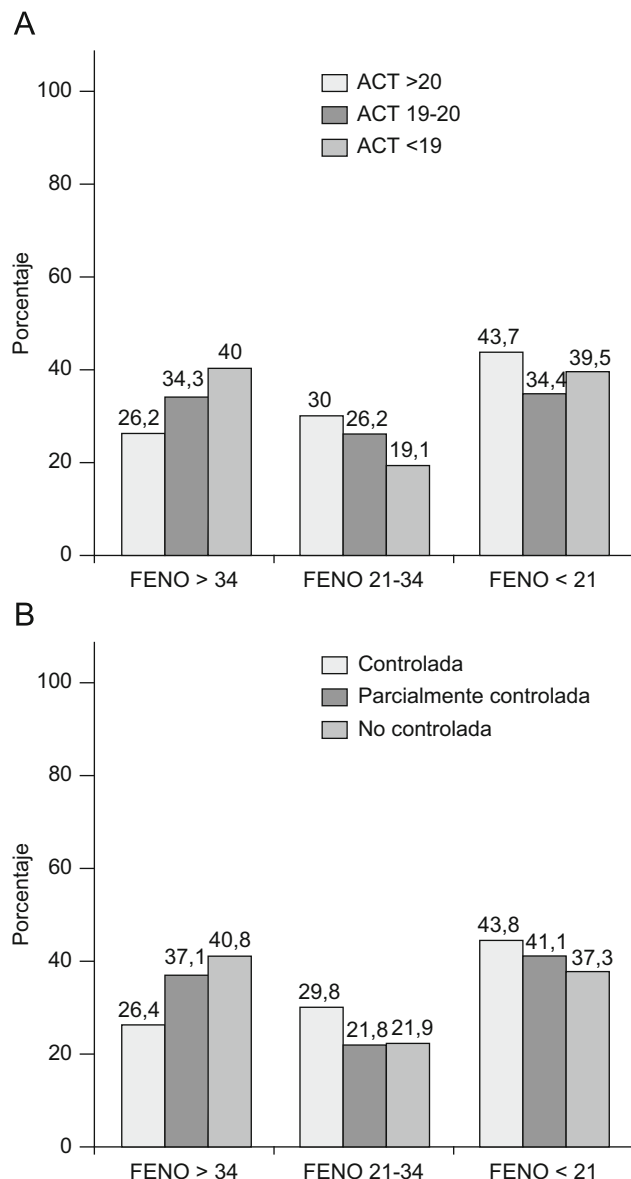 A
100
80
60
40
20
0
Porcentaje
ACT >20
ACT 19-20
ACT <19
26,2
34,3
40
30
26,2
19,1
43,7
34,4
39,5
FENO > 34
FENO 21-34
FENO < 21
B
100
80
60
40
20
0
Porcentaje
Controlada
Parcialmente controlada
No controlada
26,4
37,1
40,8
29,8
21,8
21,9
43,8
41,1
37,3
FENO > 34
FENO 21-34
FENO < 21